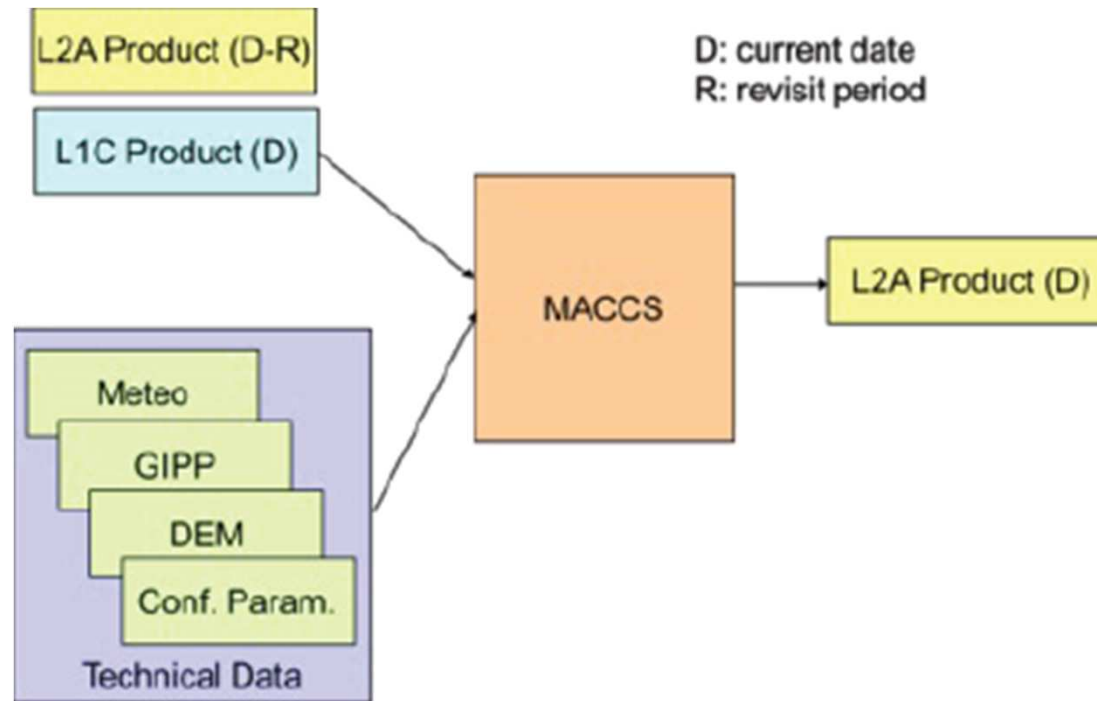 L2A Product (D-R)
D: current date
R: revisit period
L1C Product (D)
MACCS
L2A Product (D)
Meteo
GIPP
DEM
Conf. Param.
Technical Data